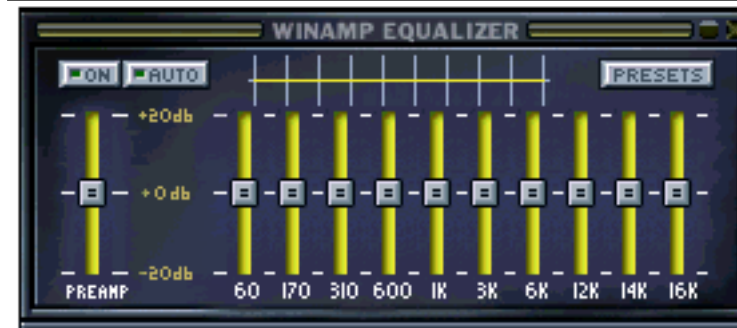 WINAMP EQUALIZER
ON AUTO PRESETS
+20db
+0db
-20db
PREAMP 60 170 310 600 1K 3K 6K 12K 14K 16K